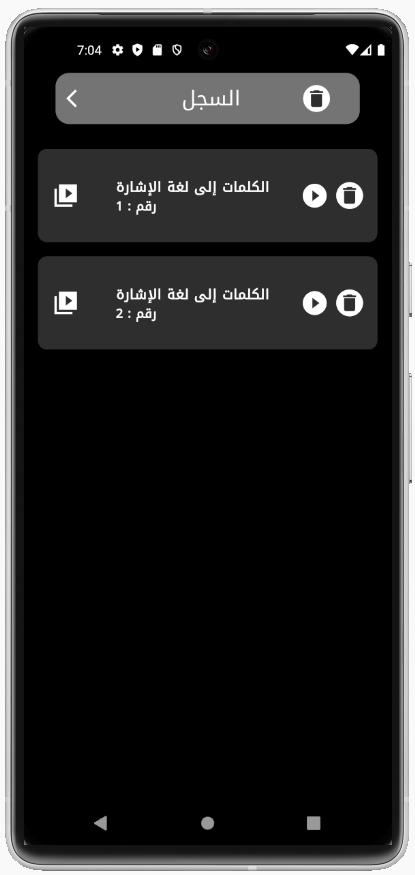 7:04
السجل
الكلمات إلى لغة الإشارة
رقم : 1
الكلمات إلى لغة الإشارة
رقم : 2